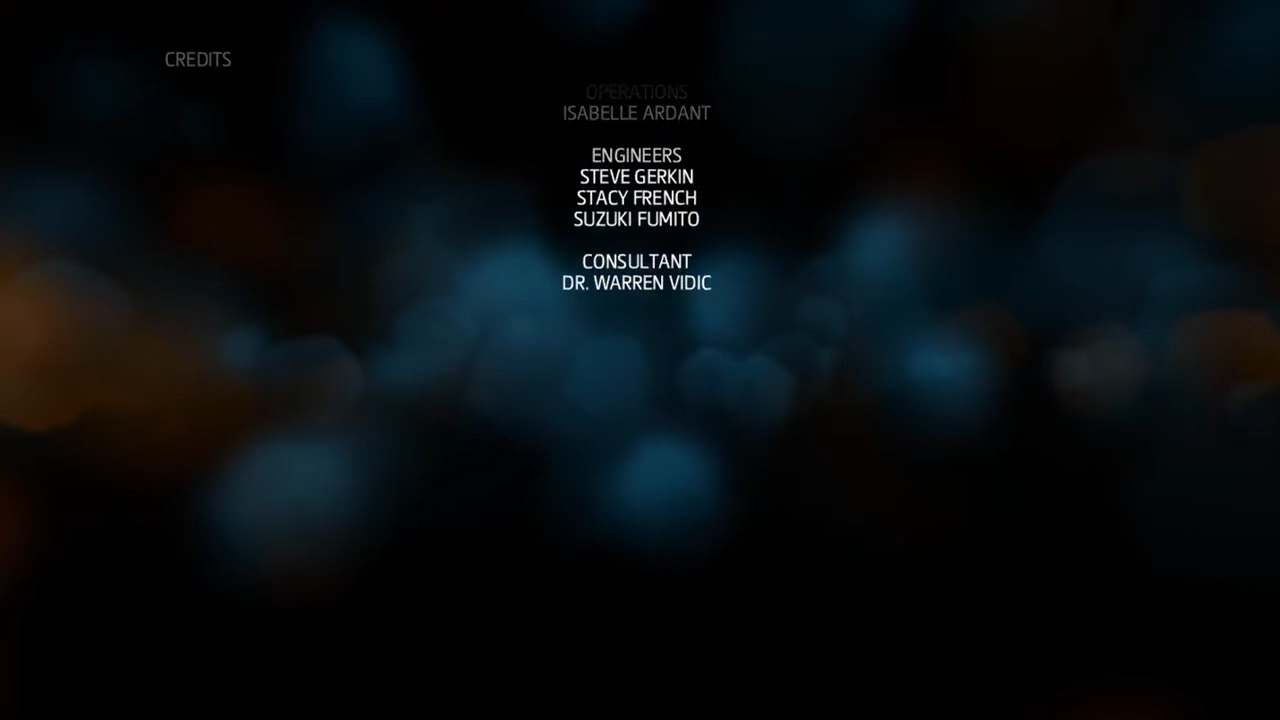 CREDITS
OPERATIONS
ISABELLE ARDANT
ENGINEERS
STEVE GERKIN
STACY FRENCH
SUZUKI FUMITO
CONSULTANT
DR. WARREN VIDIC